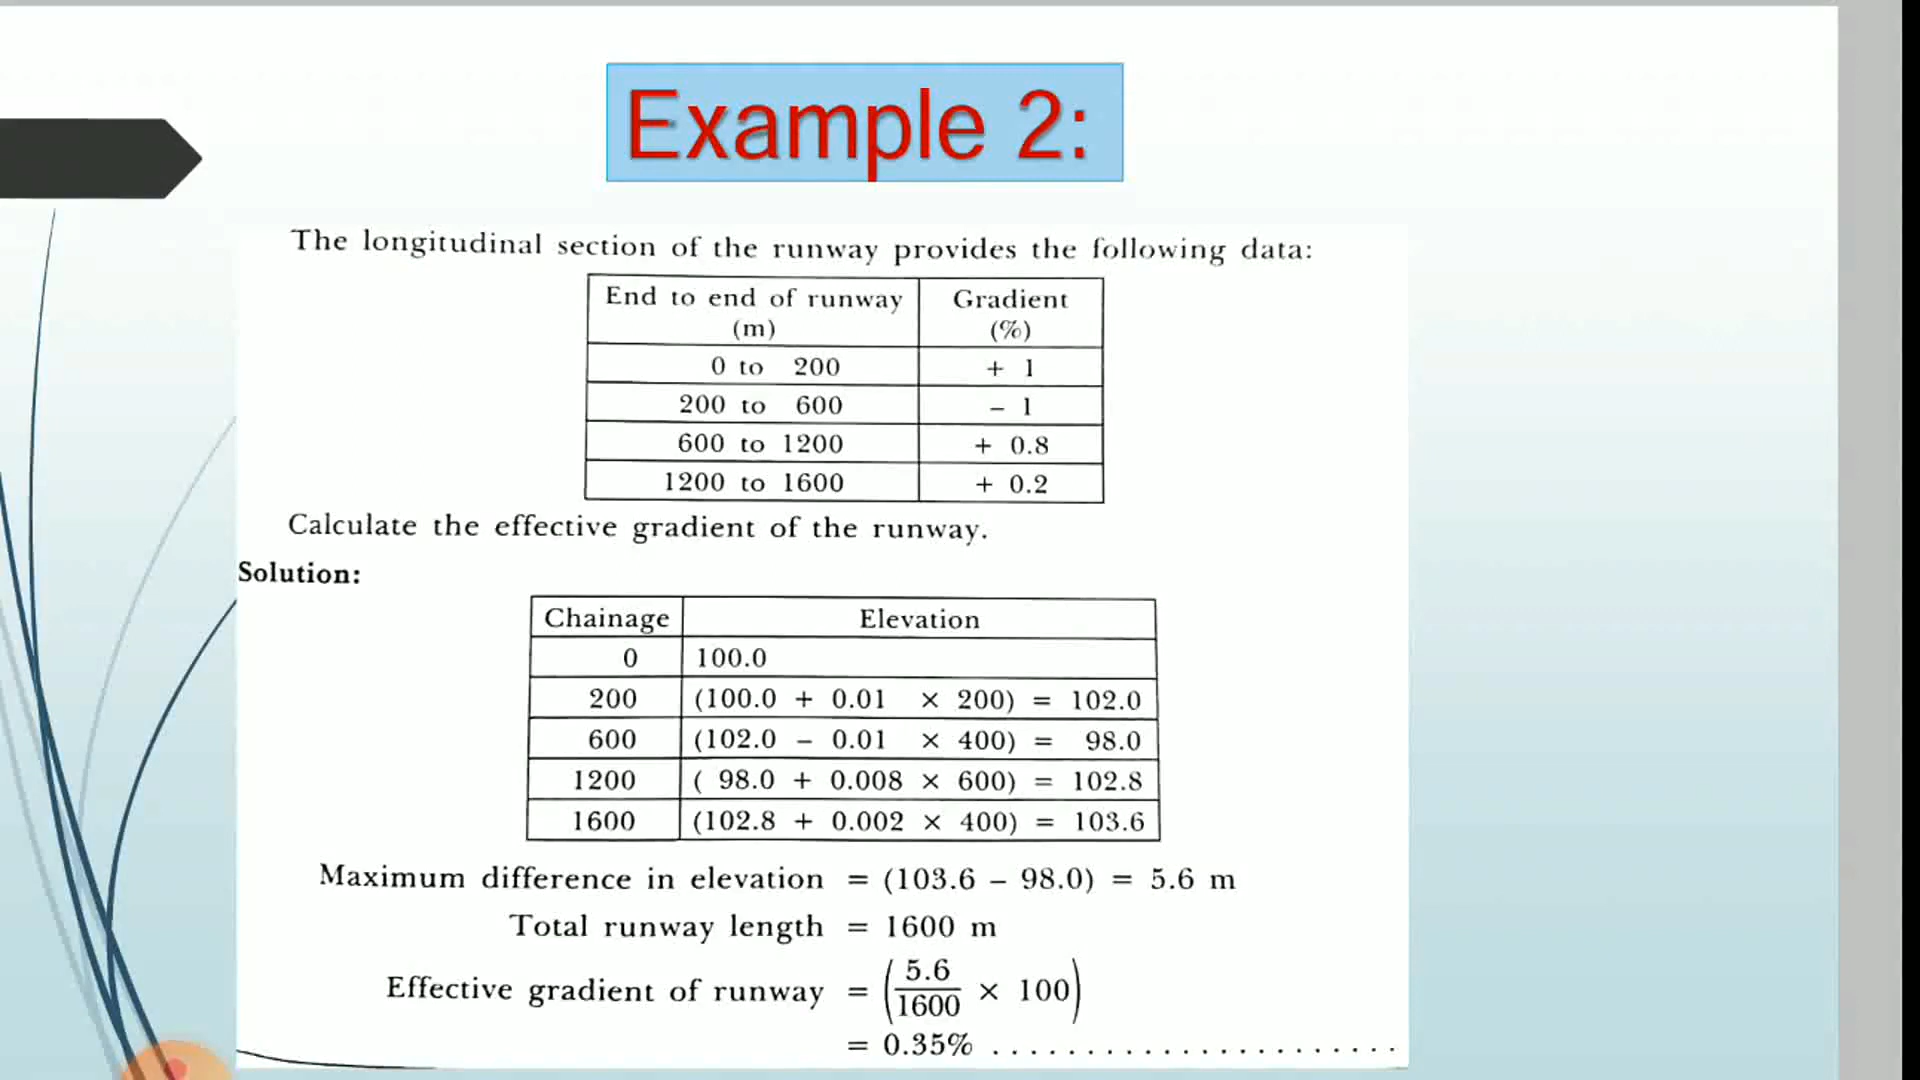 Example 2:
The longitudinal section of the runway provides the following data:
End to end of runway (m) Gradient (%)
0 to 200 + 1
200 to 600 – 1
600 to 1200 + 0.8
1200 to 1600 + 0.2
Calculate the effective gradient of the runway.
Solution:
Chainage Elevation
0 100.0
200 (100.0 + 0.01 × 200) = 102.0
600 (102.0 – 0.01 × 400) = 98.0
1200 ( 98.0 + 0.008 × 600) = 102.8
1600 (102.8 + 0.002 × 400) = 103.6
Maximum difference in elevation = (103.6 – 98.0) = 5.6 m
Total runway length = 1600 m
Effective gradient of runway = (5.6/1600 × 100)
= 0.35% . . . . . . . . . . . . . . . . . . . . . .